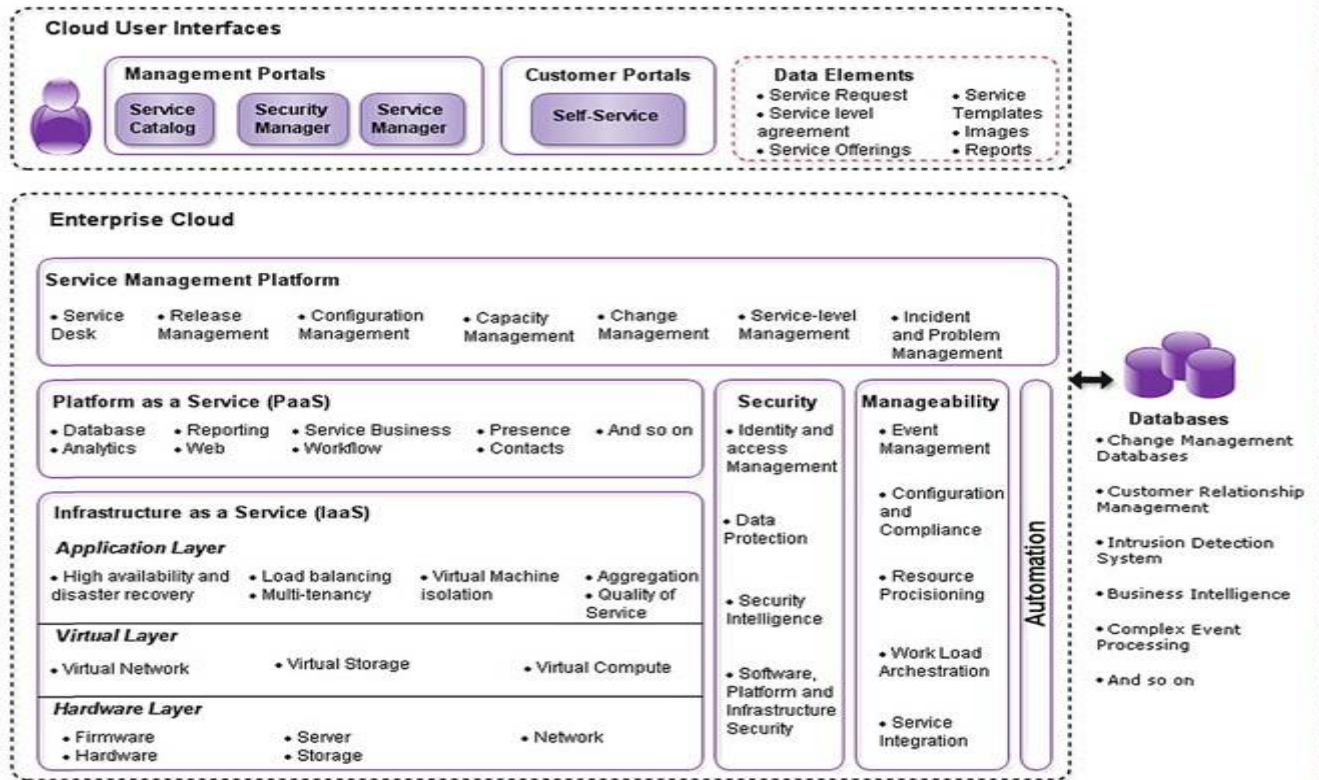 Cloud User Interfaces
Management Portals
Service
Catalog
Security
Manager
Service
Manager
Customer Portals
Self-Service
Data Elements
• Service Request
• Service level
agreement
• Service Offerings
• Service
Templates
• Images
• Reports
Enterprise Cloud
Service Management Platform
• Service
Desk
• Release
Management
• Configuration
Management
• Capacity
Management
• Change
Management
• Service-level
Management
• Incident
and Problem
Management
Platform as a Service (PaaS)
• Database
• Analytics
• Reporting
• Web
• Service Business
• Workflow
• Presence
• Contacts
• And so on
Infrastructure as a Service (IaaS)
Application Layer
• High availability and
disaster recovery
• Load balancing
• Multi-tenancy
• Virtual Machine
isolation
• Aggregation
• Quality of
Service
Virtual Layer
• Virtual Network
• Virtual Storage
• Virtual Compute
Hardware Layer
• Firmware
• Hardware
• Server
• Storage
• Network
Security
• Identity and
access
Management
• Data
Protection
• Security
Intelligence
• Software,
Platform and
Infrastructure
Security
Manageability
• Event
Management
• Configuration
and
Compliance
• Resource
Procisioning
• Work Load
Archestration
• Service
Integration
Automation
Databases
• Change Management
Databases
• Customer Relationship
Management
• Intrusion Detection
System
• Business Intelligence
• Complex Event
Processing
• And so on